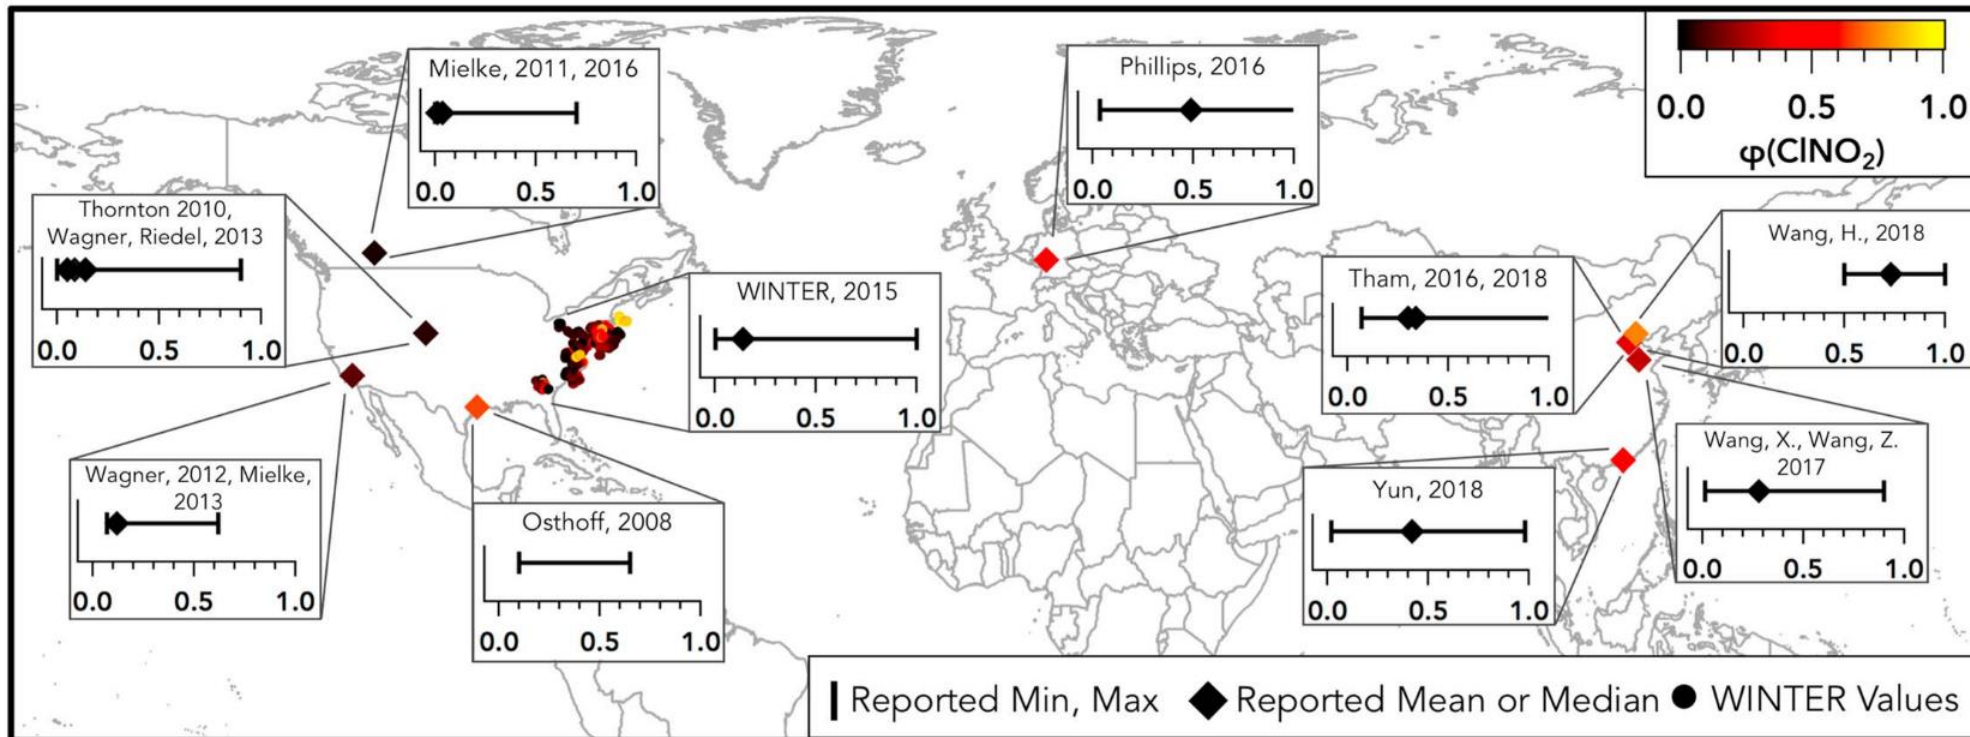 Mielke, 2011, 2016
0.0 0.5 1.0
Phillips, 2016
0.0 0.5 1.0
0.0 0.5 1.0
φ(ClNO₂)
Thornton 2010,
Wagner, Riedel, 2013
0.0 0.5 1.0
WINTER, 2015
0.0 0.5 1.0
Tham, 2016, 2018
0.0 0.5 1.0
Wang, H., 2018
0.0 0.5 1.0
Wagner, 2012, Mielke,
2013
0.0 0.5 1.0
Osthoff, 2008
0.0 0.5 1.0
Yun, 2018
0.0 0.5 1.0
Wang, X., Wang, Z.
2017
0.0 0.5 1.0
Reported Min, Max Reported Mean or Median WINTER Values